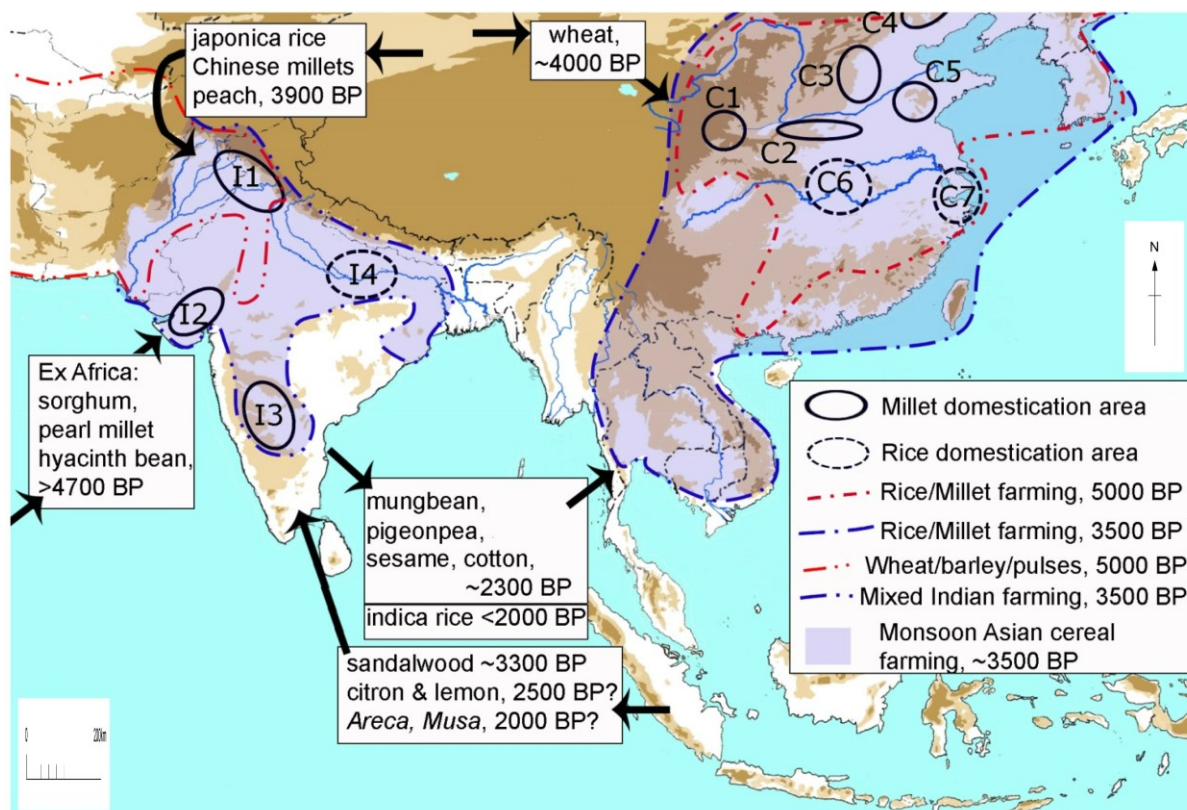 japonica rice
Chinese millets
peach, 3900 BP
wheat,
~4000 BP
C4
C3
C5
C1
C2
C6
C7
I1
I4
I2
I3
N
Ex Africa:
sorghum,
pearl millet
hyacinth bean,
>4700 BP
mungbean,
pigeonpea,
sesame, cotton,
~2300 BP
indica rice <2000 BP
sandalwood ~3300 BP
citron & lemon, 2500 BP?
Areca, Musa, 2000 BP?
Millet domestication area
Rice domestication area
Rice/Millet farming, 5000 BP
Rice/Millet farming, 3500 BP
Wheat/barley/pulses, 5000 BP
Mixed Indian farming, 3500 BP
Monsoon Asian cereal
farming, ~3500 BP
0